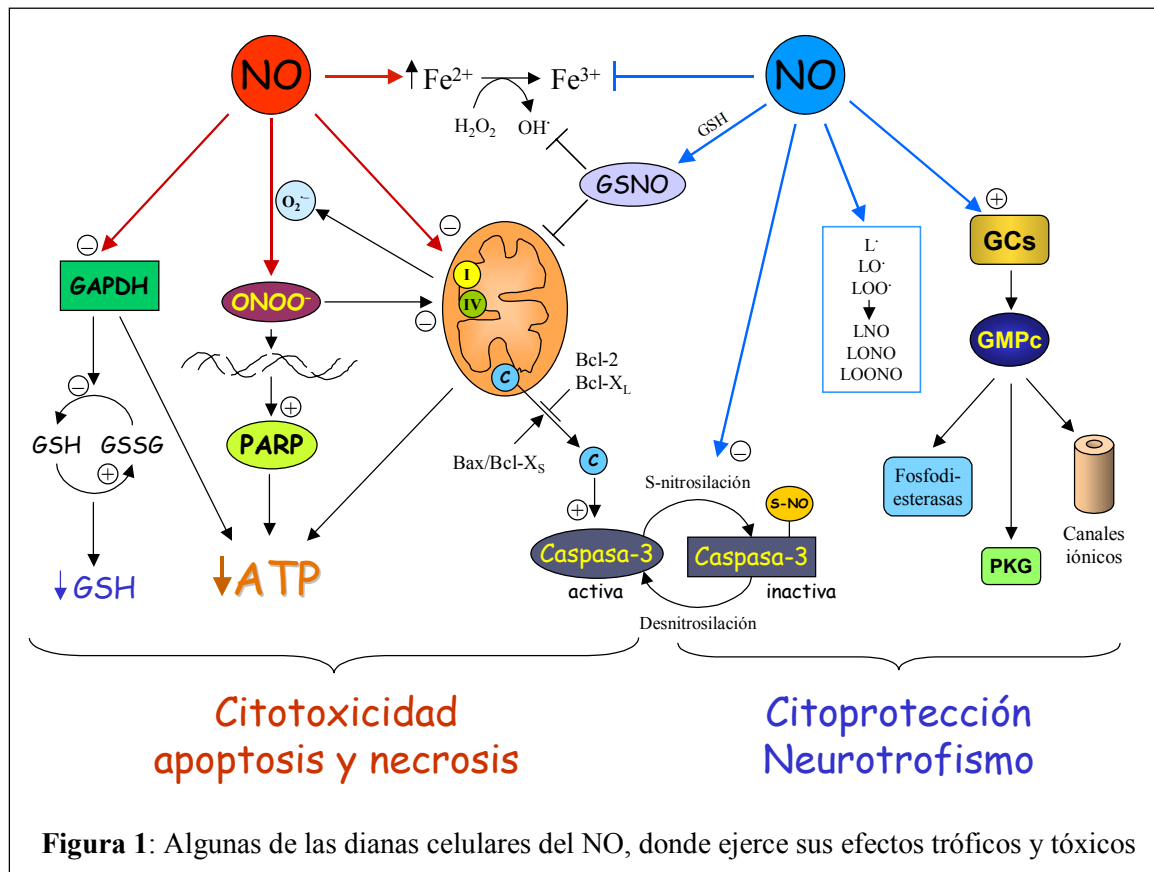 NO
Fe²⁺
Fe³⁺
NO
H₂O₂
OH·
GSH
GSNO
O₂·⁻
−
−
+
GAPDH
ONOO⁻
−
I
IV
L·
LO·
LOO·
LNO
LONO
LOONO
GCs
GMPc
−
+
C
Bcl-2
Bcl-X_L
GSH
GSSG
+
PARP
Bax/Bcl-X_S
C
−
S-nitrosilación
S-NO
Fosfodi-
esterasas
Canales
iónicos
+
Caspasa-3
activa
Caspasa-3
inactiva
PKG
GSH
ATP
Desnitrosilación
Citotoxicidad
apoptosis y necrosis
Citoprotección
Neurotrofismo
Figura 1: Algunas de las dianas celulares del NO, donde ejerce sus efectos tróficos y tóxicos